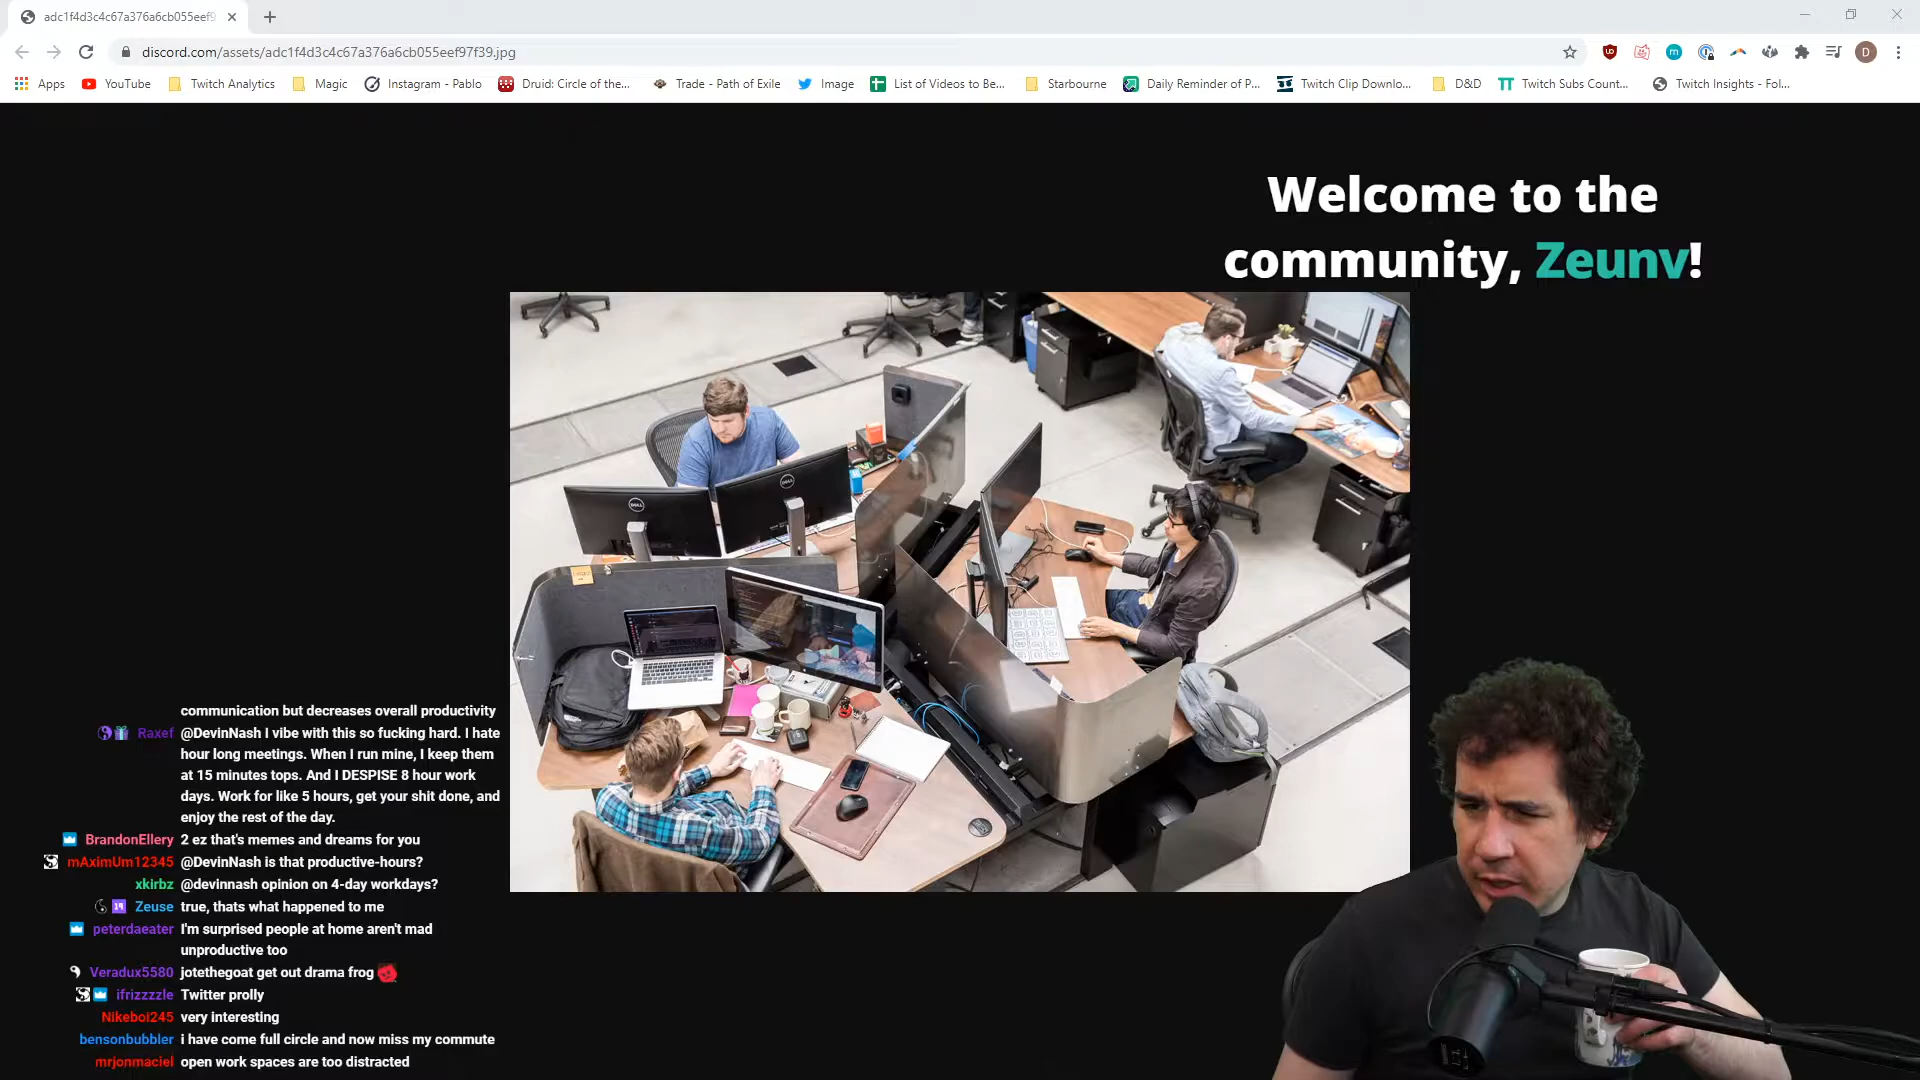 adc1f4d3c4c67a376a6cb055eef9
discord.com/assets/adc1f4d3c4c67a376a6cb055eef97f39.jpg
D
Apps
YouTube
Twitch Analytics
Magic
Instagram - Pablo
Druid: Circle of the...
Trade - Path of Exile
Image
List of Videos to Be...
Starbourne
Daily Reminder of P...
Twitch Clip Downlo...
D&D
Twitch Subs Count...
Twitch Insights - Fol...
Welcome to the
community, Zeunv!
DELL
DELL
communication but decreases overall productivity
Raxef @DevinNash I vibe with this so fucking hard. I hate
hour long meetings. When I run mine, I keep them
at 15 minutes tops. And I DESPISE 8 hour work
days. Work for like 5 hours, get your shit done, and
enjoy the rest of the day.
BrandonEllery 2 ez that's memes and dreams for you
mAximUm12345 @DevinNash is that productive-hours?
xkirbz @devinnash opinion on 4-day workdays?
Zeuse true, thats what happened to me
peterdaeater I'm surprised people at home aren't mad
unproductive too
Veradux5580 jotethegoat get out drama frog
ifrizzzzle Twitter prolly
Nikeboi245 very interesting
bensonbubbler i have come full circle and now miss my commute
mrjonmaciel open work spaces are too distracted